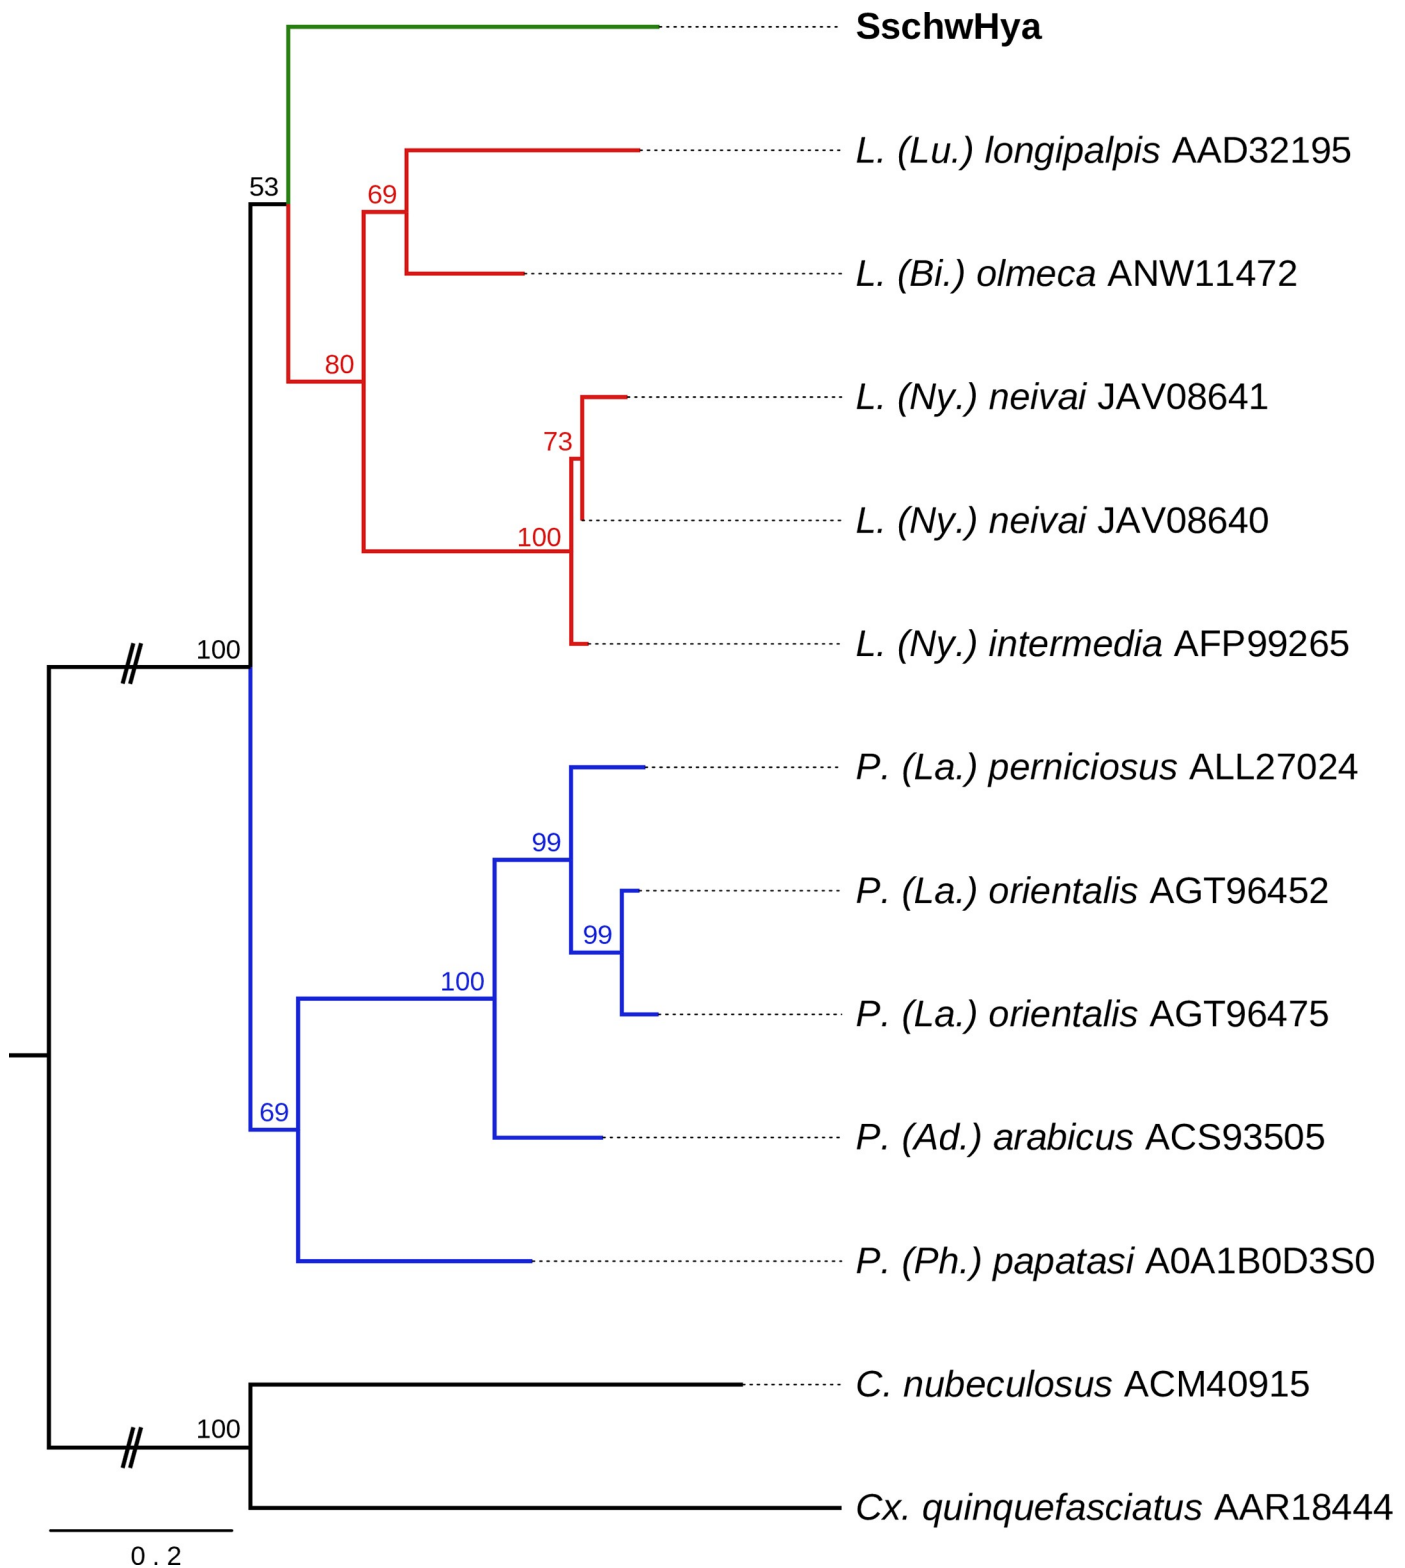 SschwHya
L. (Lu.) longipalpis AAD32195
53
69
L. (Bi.) olmeca ANW11472
80
L. (Ny.) neivai JAV08641
73
L. (Ny.) neivai JAV08640
100
L. (Ny.) intermedia AFP99265
100
P. (La.) perniciosus ALL27024
99
P. (La.) orientalis AGT96452
99
100
P. (La.) orientalis AGT96475
69
P. (Ad.) arabicus ACS93505
P. (Ph.) papatasi A0A1B0D3S0
C. nubeculosus ACM40915
100
Cx. quinquefasciatus AAR18444
0.2